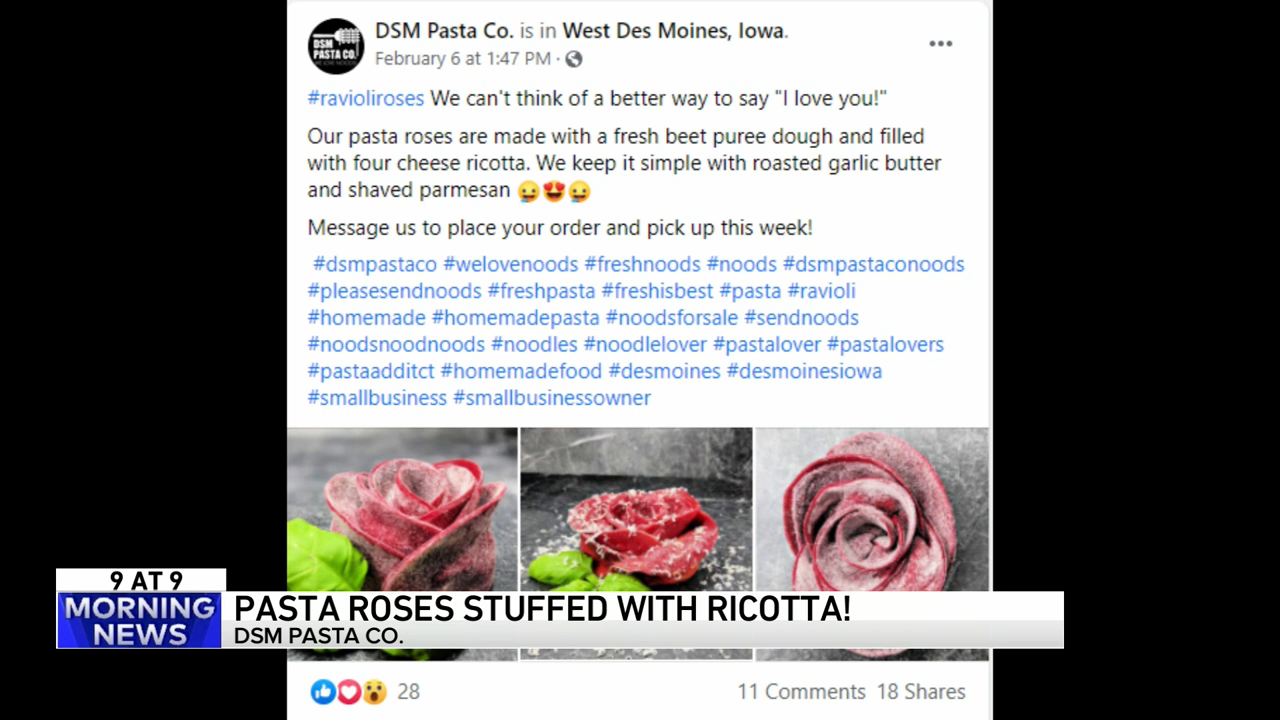 DSM Pasta Co. is in West Des Moines, Iowa.
February 6 at 1:47 PM ·
DSM
PASTA CO.
#ravioliroses We can't think of a better way to say "I love you!"
Our pasta roses are made with a fresh beet puree dough and filled
with four cheese ricotta. We keep it simple with roasted garlic butter
and shaved parmesan
Message us to place your order and pick up this week!
#dsmpastaco #welovenoods #freshnoods #noods #dsmpastaconoods
#pleasesendnoods #freshpasta #freshisbest #pasta #ravioli
#homemade #homemadepasta #noodsforsale #sendnoods
#noodsnoodnoods #noodles #noodlelover #pastalover #pastalovers
#pastaadditct #homemadefood #desmoines #desmoinesiowa
#smallbusiness #smallbusinessowner
9 AT 9
MORNING
NEWS
PASTA ROSES STUFFED WITH RICOTTA!
DSM PASTA CO.
28
11 Comments 18 Shares